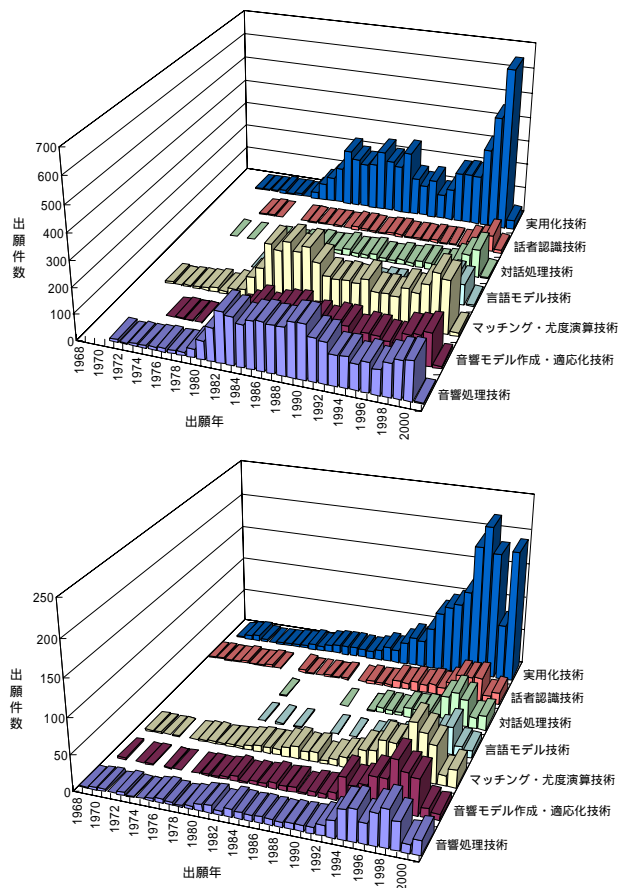 700
600
500
400
300
200
100
0
出願件数
1968
1970
1972
1974
1976
1978
1980
1982
1984
1986
1988
1990
1992
1994
1996
1998
2000
出願年
実用化技術
話者認識技術
対話処理技術
言語モデル技術
マッチング・尤度演算技術
音響モデル作成・適応化技術
音響処理技術
250
200
150
100
50
0
出願件数
1968
1970
1972
1974
1976
1978
1980
1982
1984
1986
1988
1990
1992
1994
1996
1998
2000
出願年
実用化技術
話者認識技術
対話処理技術
言語モデル技術
マッチング・尤度演算技術
音響モデル作成・適応化技術
音響処理技術